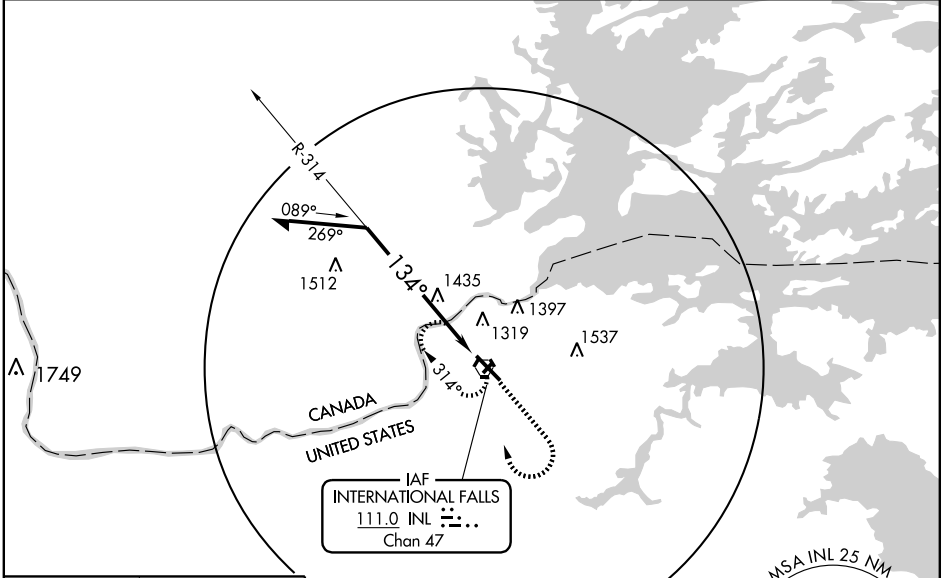 R-314
089°
269°
1512
134°
1435
1397
1319
1537
1749
314°
CANADA
UNITED STATES
IAF
INTERNATIONAL FALLS
111.0 INL
Chan 47
MSA INL 25 NM